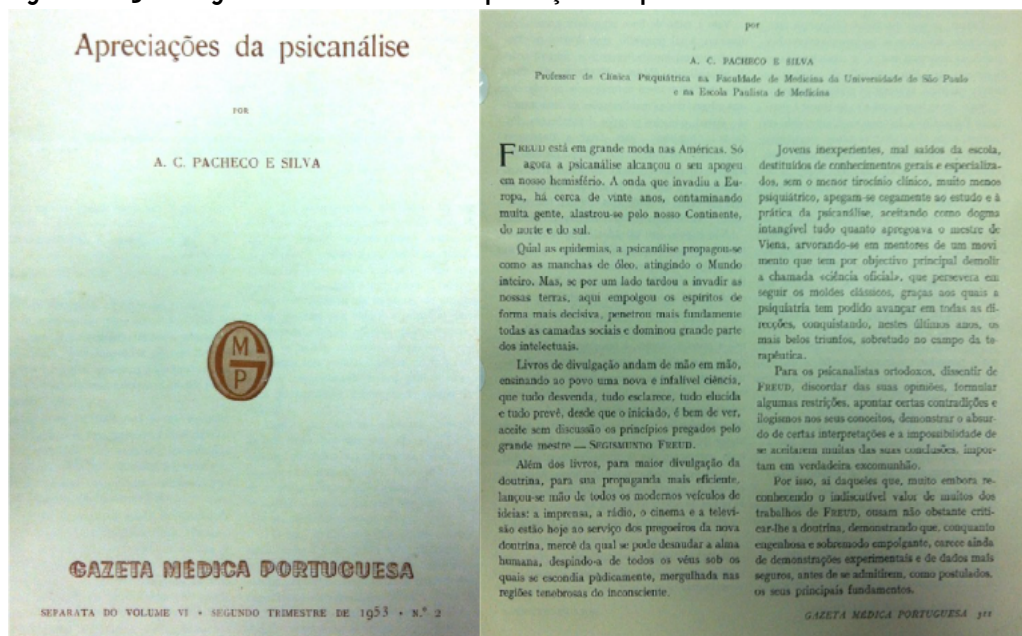 Apreciações da psicanálise
POR
A. C. PACHECO E SILVA
M
G
P
GAZETA MÉDICA PORTUGUESA
SEPARATA DO VOLUME VI • SEGUNDO TRIMESTRE DE 1953 • N.º 2
por
A. C. PACHECO E SILVA
Professor de Clínica Psiquiátrica na Faculdade de Medicina da Universidade de São Paulo
e na Escola Paulista de Medicina
FREUD está em grande moda nas Américas. Só
agora a psicanálise alcançou o seu apogeu
em nosso hemisfério. A onda que invadiu a Eu-
ropa, há cerca de vinte anos, contaminando
muita gente, alastrou-se pelo nosso Continente,
do norte e do sul.
Qual as epidemias, a psicanálise propagou-se
como as manchas de óleo, atingindo o Mundo
inteiro. Mas, se por um lado tardou a invadir as
nossas terras, aqui empolgou os espíritos de
forma mais decisiva, penetrou mais fundamente
todas as camadas sociais e dominou grande parte
dos intelectuais.
Livros de divulgação andam de mão em mão,
ensinando ao povo uma nova e infalível ciência,
que tudo desvenda, tudo esclarece, tudo elucida
e tudo prevê, desde que o iniciado, é bem de ver,
aceite sem discussão os princípios pregados pelo
grande mestre — SEGISMUNDO FREUD.
Além dos livros, para maior divulgação da
doutrina, para sua propaganda mais eficiente,
lançou-se mão de todos os modernos veículos de
ideias: a imprensa, a rádio, o cinema e a televi-
são estão hoje ao serviço dos pregoeiros da nova
doutrina, mercê da qual se pode desnudar a alma
humana, despindo-a de todos os véus sob os
quais se escondia pùdicamente, mergulhada nas
regiões tenebrosas do inconsciente.
Jovens inexperientes, mal saídos da escola,
destituídos de conhecimentos gerais e especializa-
dos, sem o menor tirocínio clínico, muito menos
psiquiátrico, apegam-se cegamente ao estudo e à
prática da psicanálise, aceitando como dogma
intangível tudo quanto apregoava o mestre de
Viena, arvorando-se em mentores de um movi
mento que tem por objectivo principal demolir
a chamada «ciência oficial», que persevera em
seguir os moldes clássicos, graças aos quais a
psiquiatria tem podido avançar em todas as di-
recções, conquistando, nestes últimos anos, os
mais belos triunfos, sobretudo no campo da te-
rapêutica.
Para os psicanalistas ortodoxos, dissentir de
FREUD, discordar das suas opiniões, formular
algumas restrições, apontar certas contradições e
ilogismos nos seus conceitos, demonstrar o absur-
do de certas interpretações e a impossibilidade de
se aceitarem muitas das suas conclusões, impor-
tam em verdadeira excomunhão.
Por isso, ai daqueles que, muito embora re-
conhecendo o indiscutível valor de muitos dos
trabalhos de FREUD, ousam não obstante criti-
car-lhe a doutrina, demonstrando que, conquanto
engenhosa e sobremodo empolgante, carece ainda
de demonstrações experimentais e de dados mais
seguros, antes de se admitirem, como postulados,
os seus principais fundamentos.
GAZETA MÉDICA PORTUGUESA 311